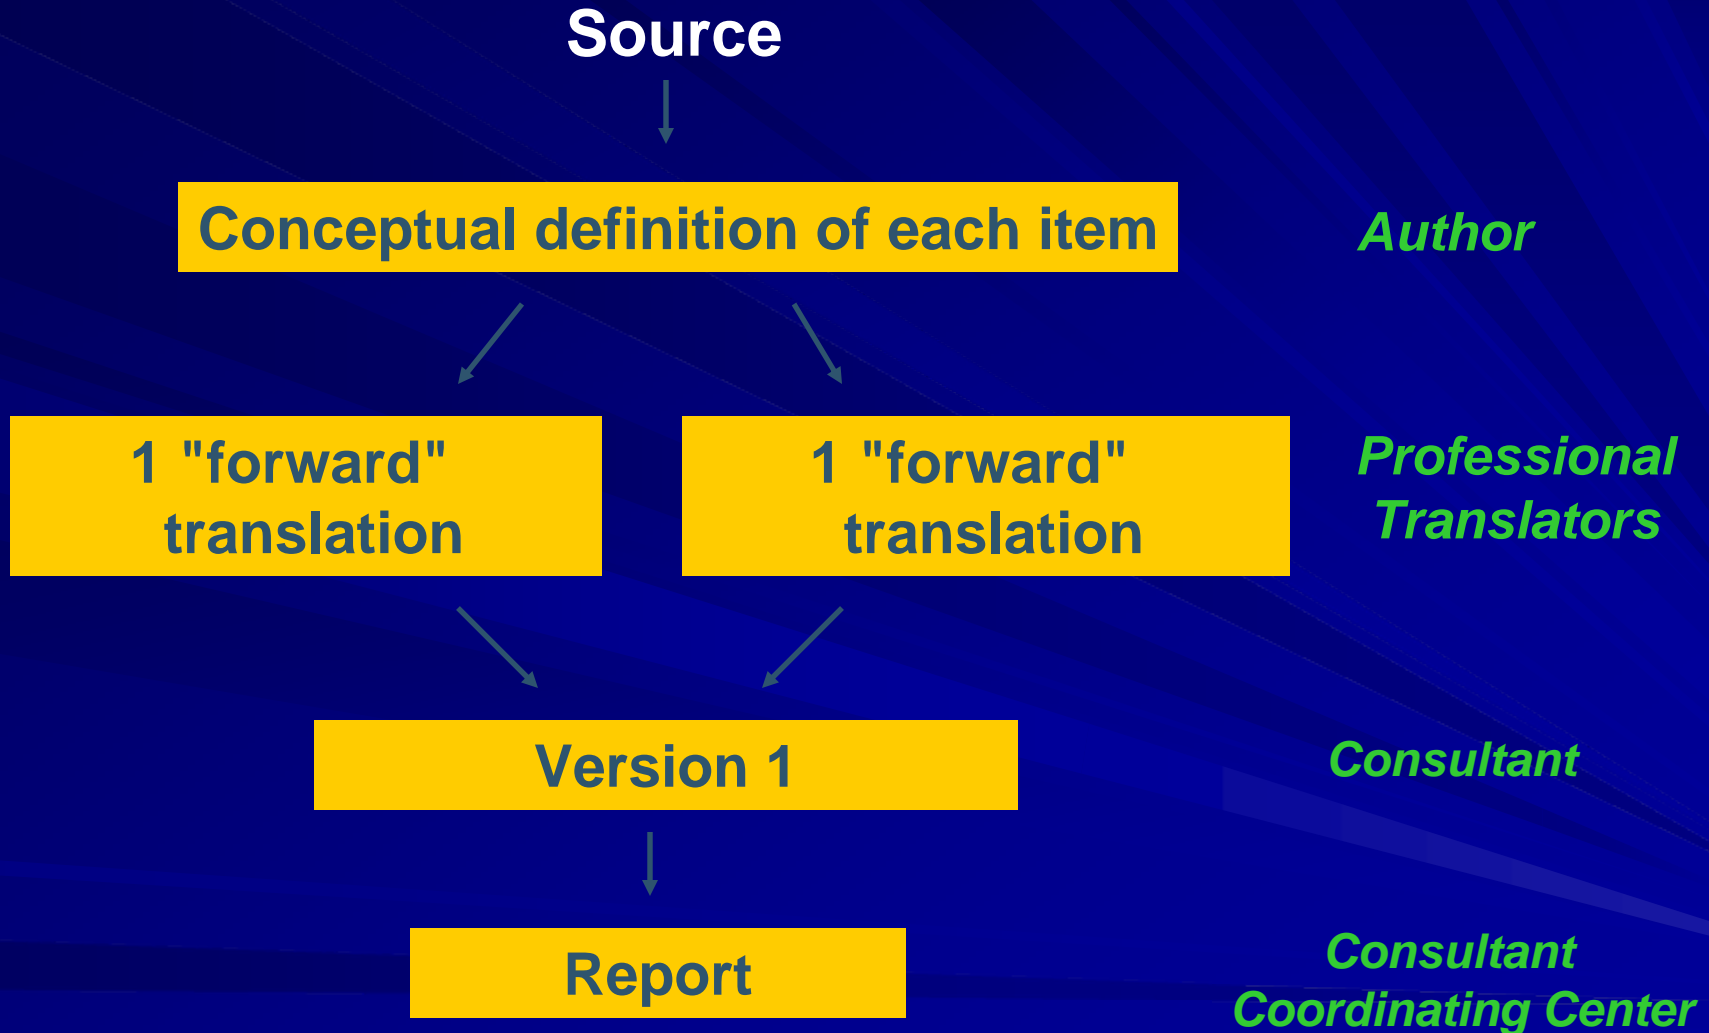 Source
Conceptual definition of each item
Author
1 "forward"
translation
1 "forward"
translation
Professional
Translators
Version 1
Consultant
Report
Consultant
Coordinating Center